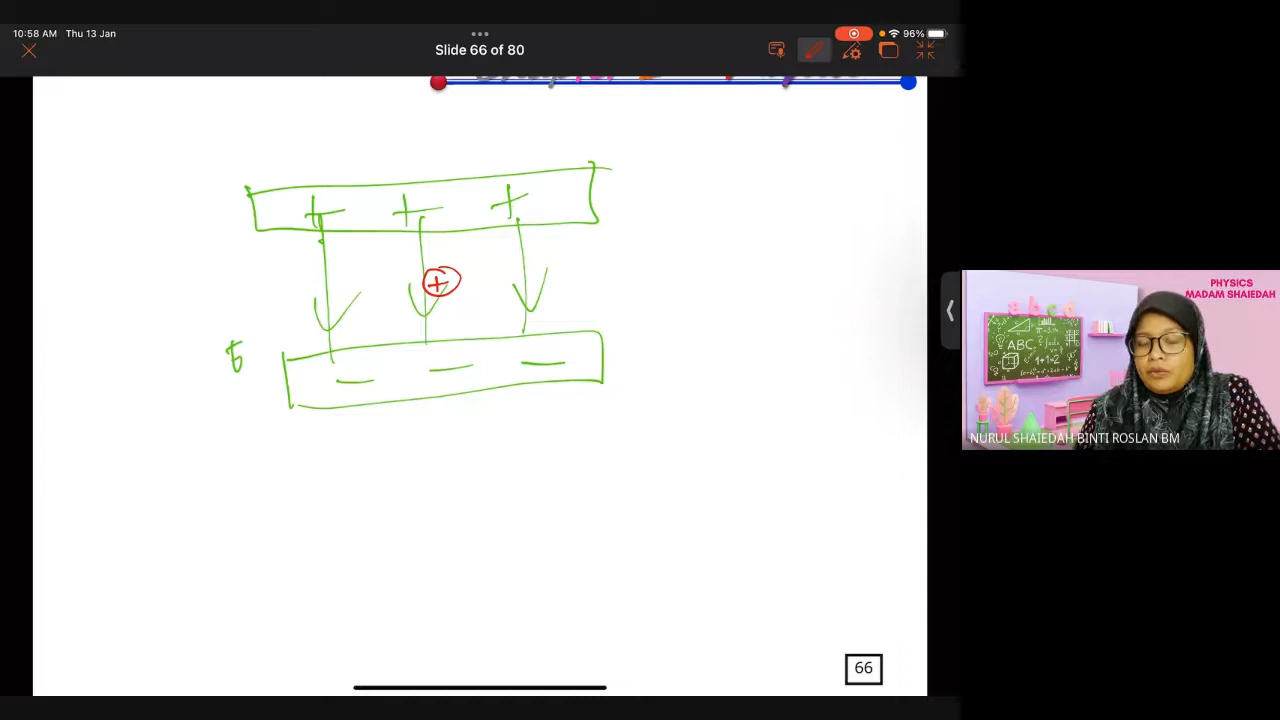 10:58 AM Thu 13 Jan
96%
Slide 66 of 80
+ + +
+
- - -
66
PHYSICS
MADAM SHAIEDAH
abcd
ABC
1+1=2
NURUL SHAIEDAH BINTI ROSLAN BM